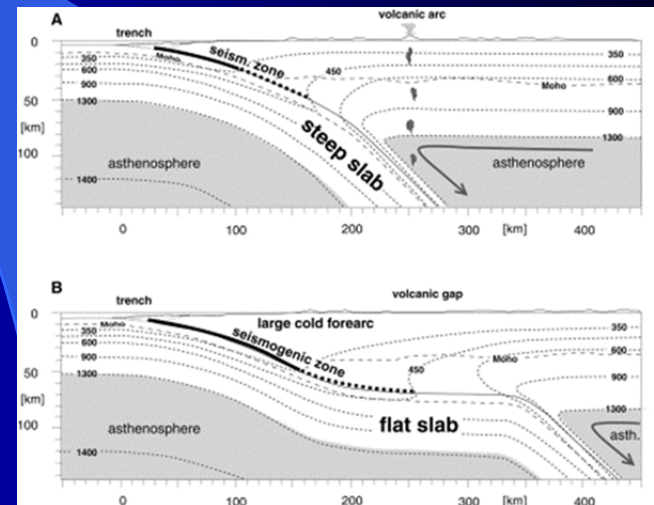 A
trench
volcanic arc
0
350
600
900
1300
Moho
seism. zone
450
350
600
Moho
900
1300
50
[km]
100
steep slab
asthenosphere
asthenosphere
1400
0 100 200 300 [km] 400
B
trench
volcanic gap
0
Moho
350
600
900
1300
large cold forearc
seismogenic zone
450
350
600
Moho
900
1300
50
[km]
100
flat slab
asthenosphere
asth.
1400
0 100 200 300 [km] 400